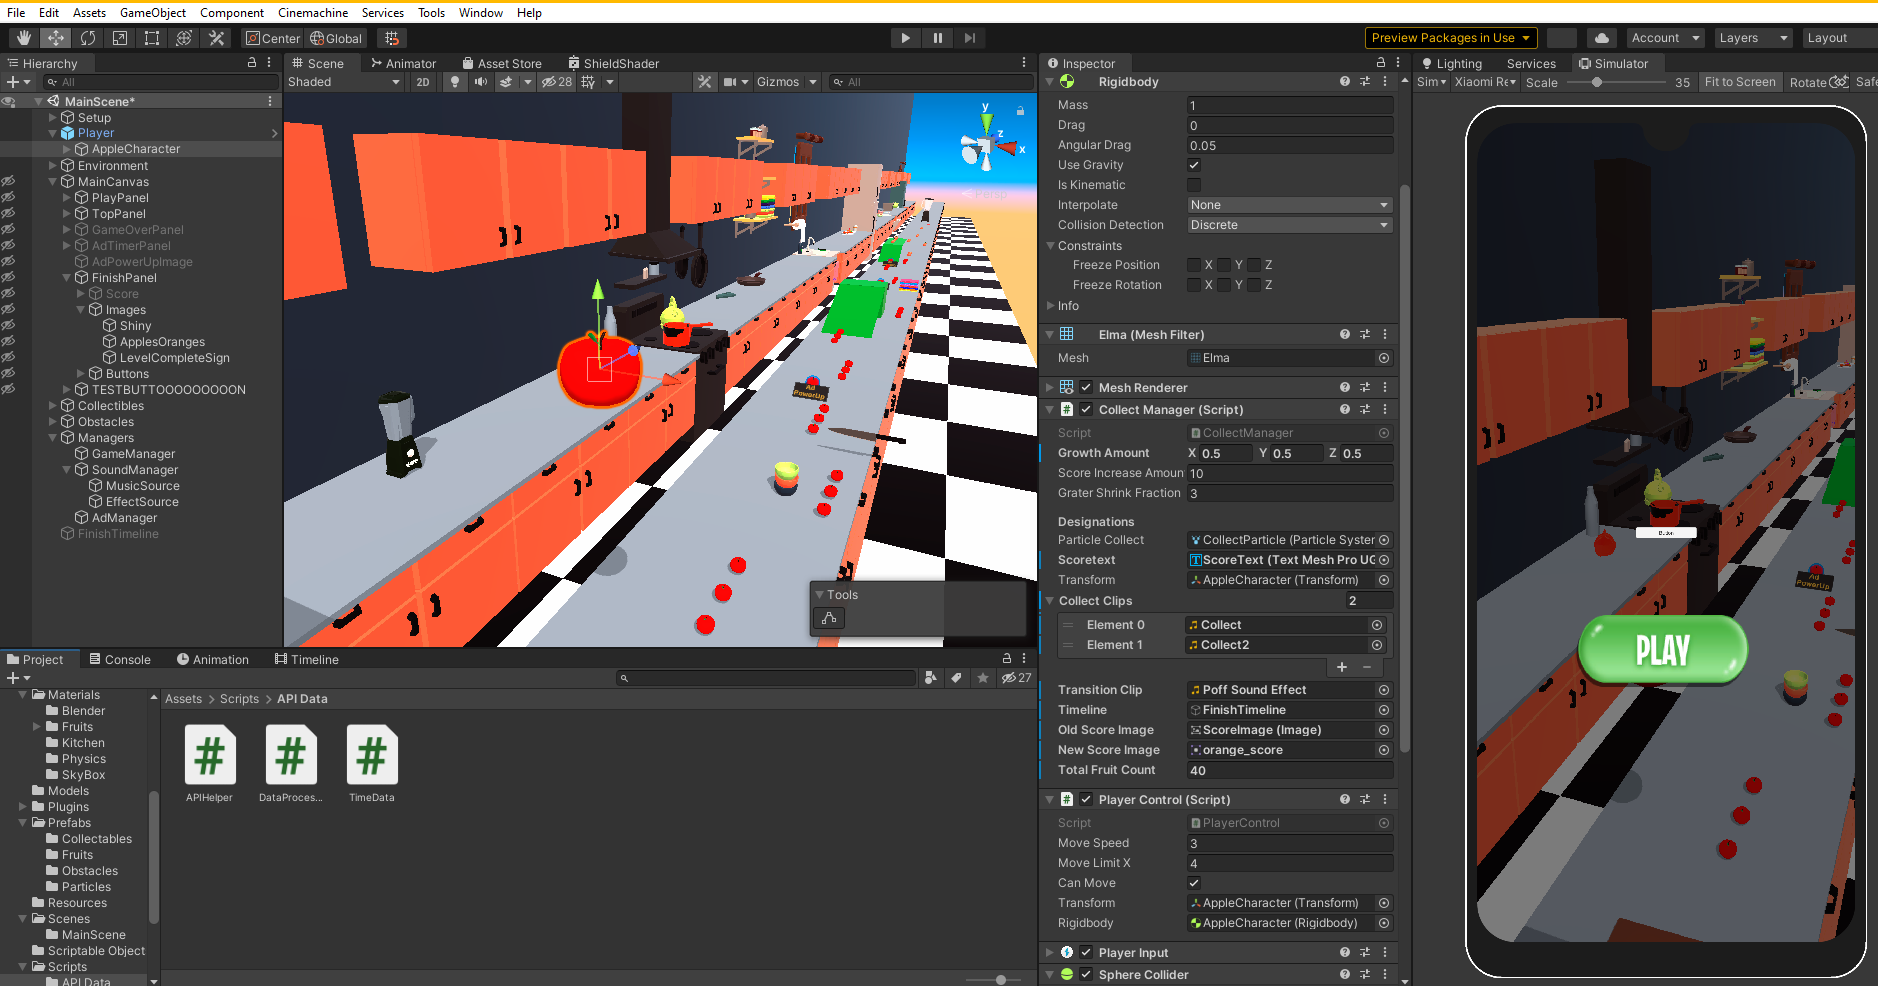 File Edit Assets GameObject Component Cinemachine Services Tools Window Help
Center Global Preview Packages in Use Account Layers Layout
Hierarchy
All
MainScene*
Setup
Player
AppleCharacter
Environment
MainCanvas
PlayPanel
TopPanel
GameOverPanel
AdTimerPanel
AdPowerUpImage
FinishPanel
Score
Images
Shiny
ApplesOranges
LevelCompleteSign
Buttons
TESTBUTTOOOOOOOOON
Collectibles
Obstacles
Managers
GameManager
SoundManager
MusicSource
EffectSource
AdManager
FinishTimeline
Scene Animator Asset Store ShieldShader
Shaded 2D 28 Gizmos All
y
z
x
Persp
Ad
PowerUp
Tools
Inspector
Rigidbody
Mass 1
Drag 0
Angular Drag 0.05
Use Gravity
Is Kinematic
Interpolate None
Collision Detection Discrete
Constraints
Freeze Position X Y Z
Freeze Rotation X Y Z
Info
Elma (Mesh Filter)
Mesh Elma
Mesh Renderer
# Collect Manager (Script)
Script CollectManager
Growth Amount X 0.5 Y 0.5 Z 0.5
Score Increase Amoun 10
Grater Shrink Fraction 3
Designations
Particle Collect CollectParticle (Particle Syster
Scoretext ScoreText (Text Mesh Pro UG
Transform AppleCharacter (Transform)
Collect Clips 2
Element 0 Collect
Element 1 Collect2
+ −
Transition Clip Poff Sound Effect
Timeline FinishTimeline
Old Score Image ScoreImage (Image)
New Score Image orange_score
Total Fruit Count 40
# Player Control (Script)
Script PlayerControl
Move Speed 3
Move Limit X 4
Can Move
Transform AppleCharacter (Transform)
Rigidbody AppleCharacter (Rigidbody)
Player Input
Sphere Collider
Lighting Services Simulator
Sim Xiaomi Re Scale 35 Fit to Screen Rotate Safe
Button
Ad
PowerUp
PLAY
Project Console Animation Timeline
27
Materials
Blender
Fruits
Kitchen
Physics
SkyBox
Models
Plugins
Prefabs
Collectables
Fruits
Obstacles
Particles
Resources
Scenes
MainScene
Scriptable Object
Scripts
API Data
Assets > Scripts > API Data
# # #
APIHelper DataProces... TimeData